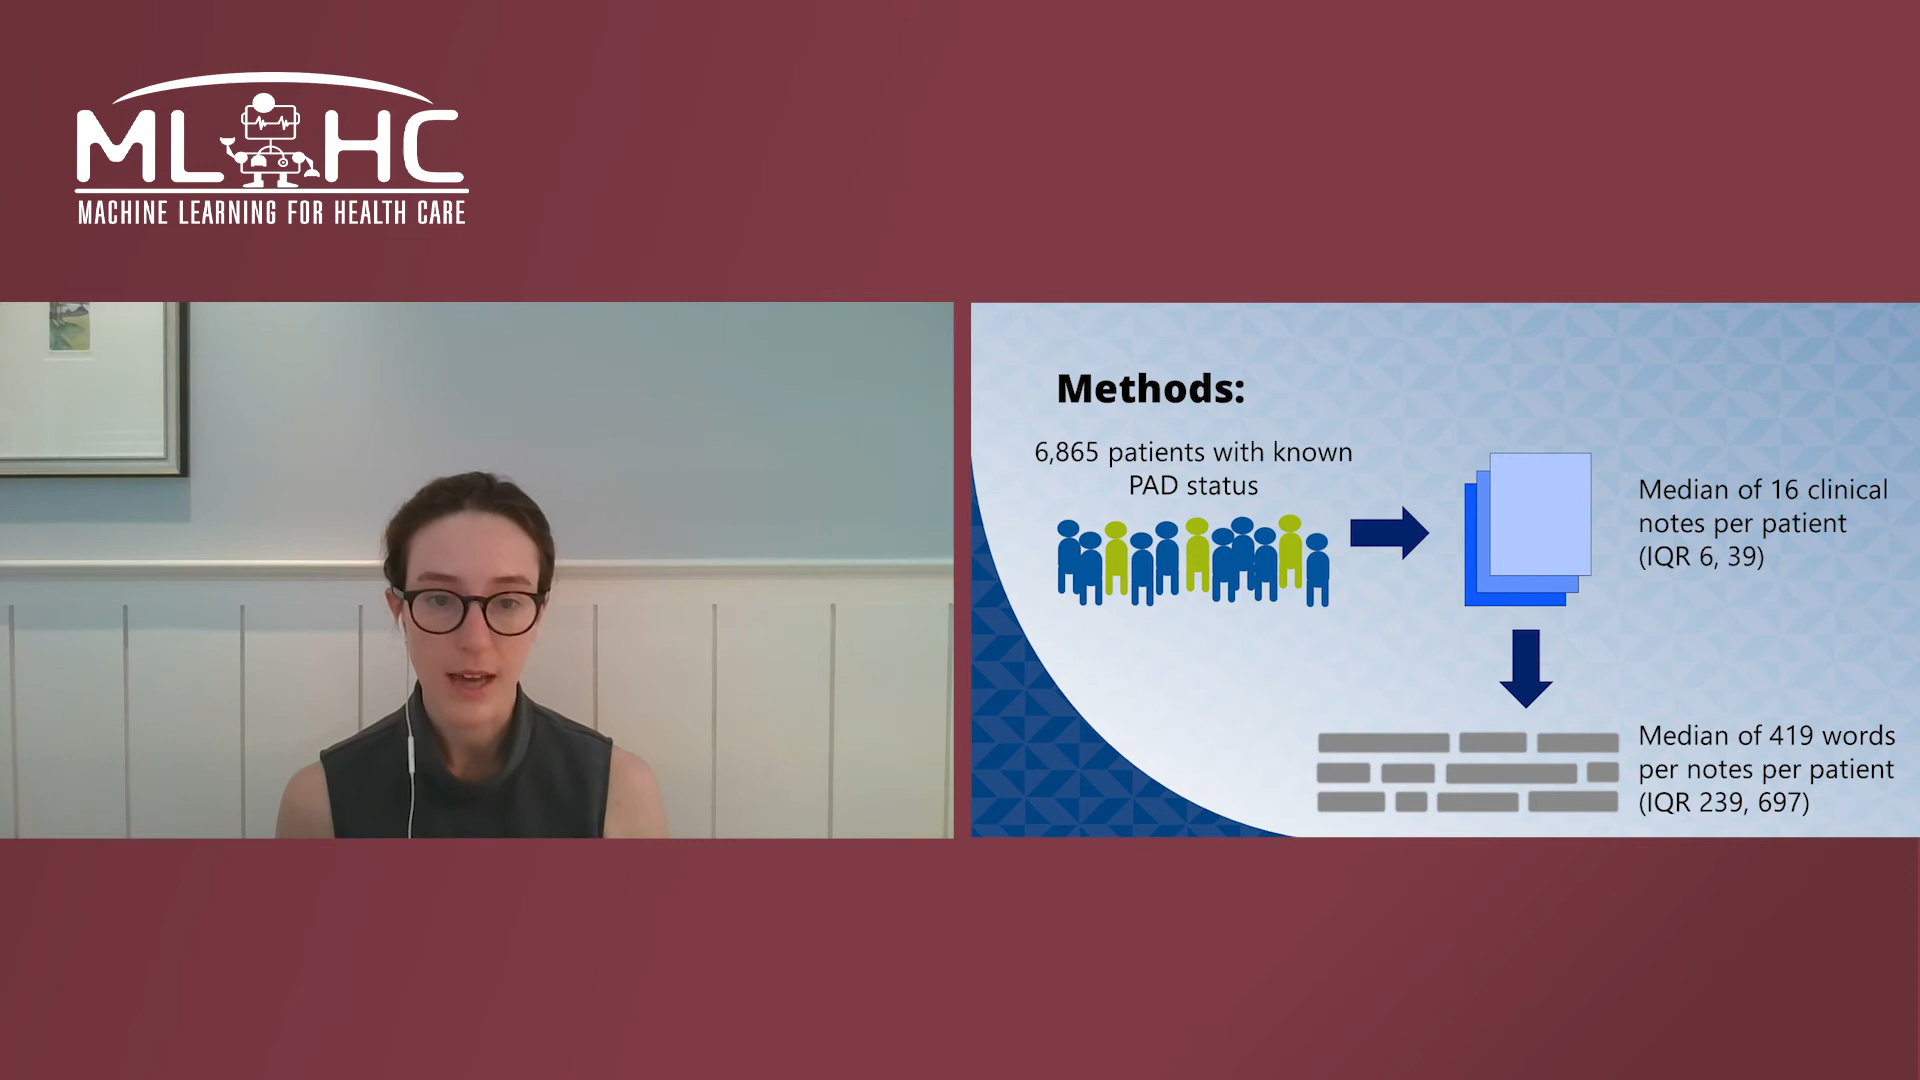 ML HC
MACHINE LEARNING FOR HEALTH CARE
Methods:
6,865 patients with known
PAD status
Median of 16 clinical
notes per patient
(IQR 6, 39)
Median of 419 words
per notes per patient
(IQR 239, 697)